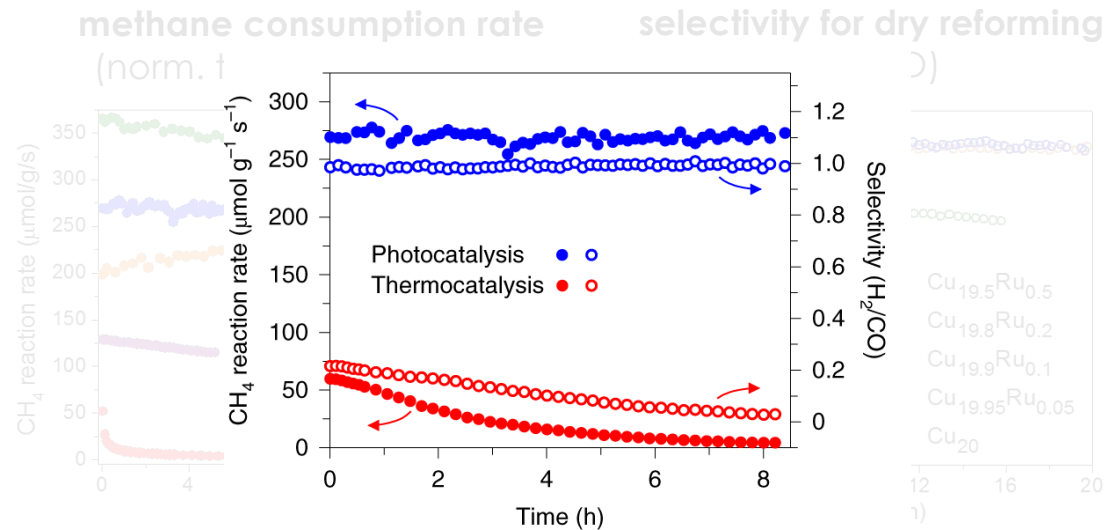 methane consumption rate
selectivity for dry reforming
(norm. t
O)
CH4 reaction rate (μmol/g/s)
350
300
250
200
150
100
50
0
0
4
CH4 reaction rate (μmol g−1 s−1)
300
250
200
150
100
50
0
Photocatalysis
Thermocatalysis
1.2
1.0
0.8
0.6
0.4
0.2
0
Selectivity (H2/CO)
0
2
4
6
8
Time (h)
Cu19.5Ru0.5
Cu19.8Ru0.2
Cu19.9Ru0.1
Cu19.95Ru0.05
Cu20
12
16
20
h)